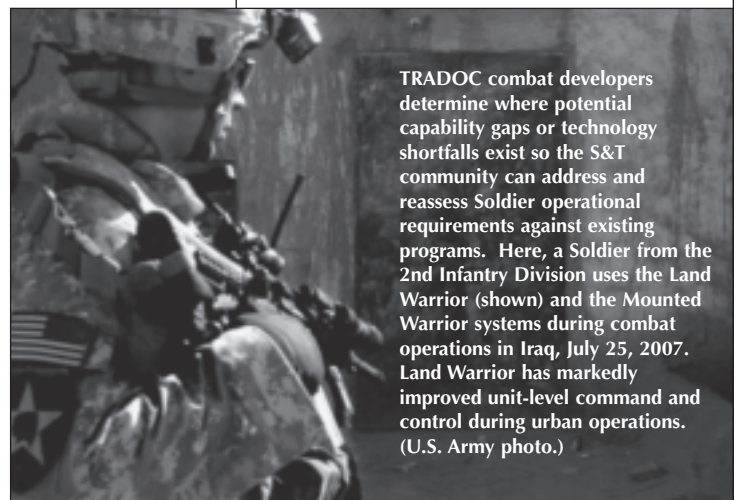 TRADOC combat developers
determine where potential
capability gaps or technology
shortfalls exist so the S&T
community can address and
reassess Soldier operational
requirements against existing
programs.  Here, a Soldier from the
2nd Infantry Division uses the Land
Warrior (shown) and the Mounted
Warrior systems during combat
operations in Iraq, July 25, 2007.
Land Warrior has markedly
improved unit-level command and
control during urban operations.
(U.S. Army photo.)